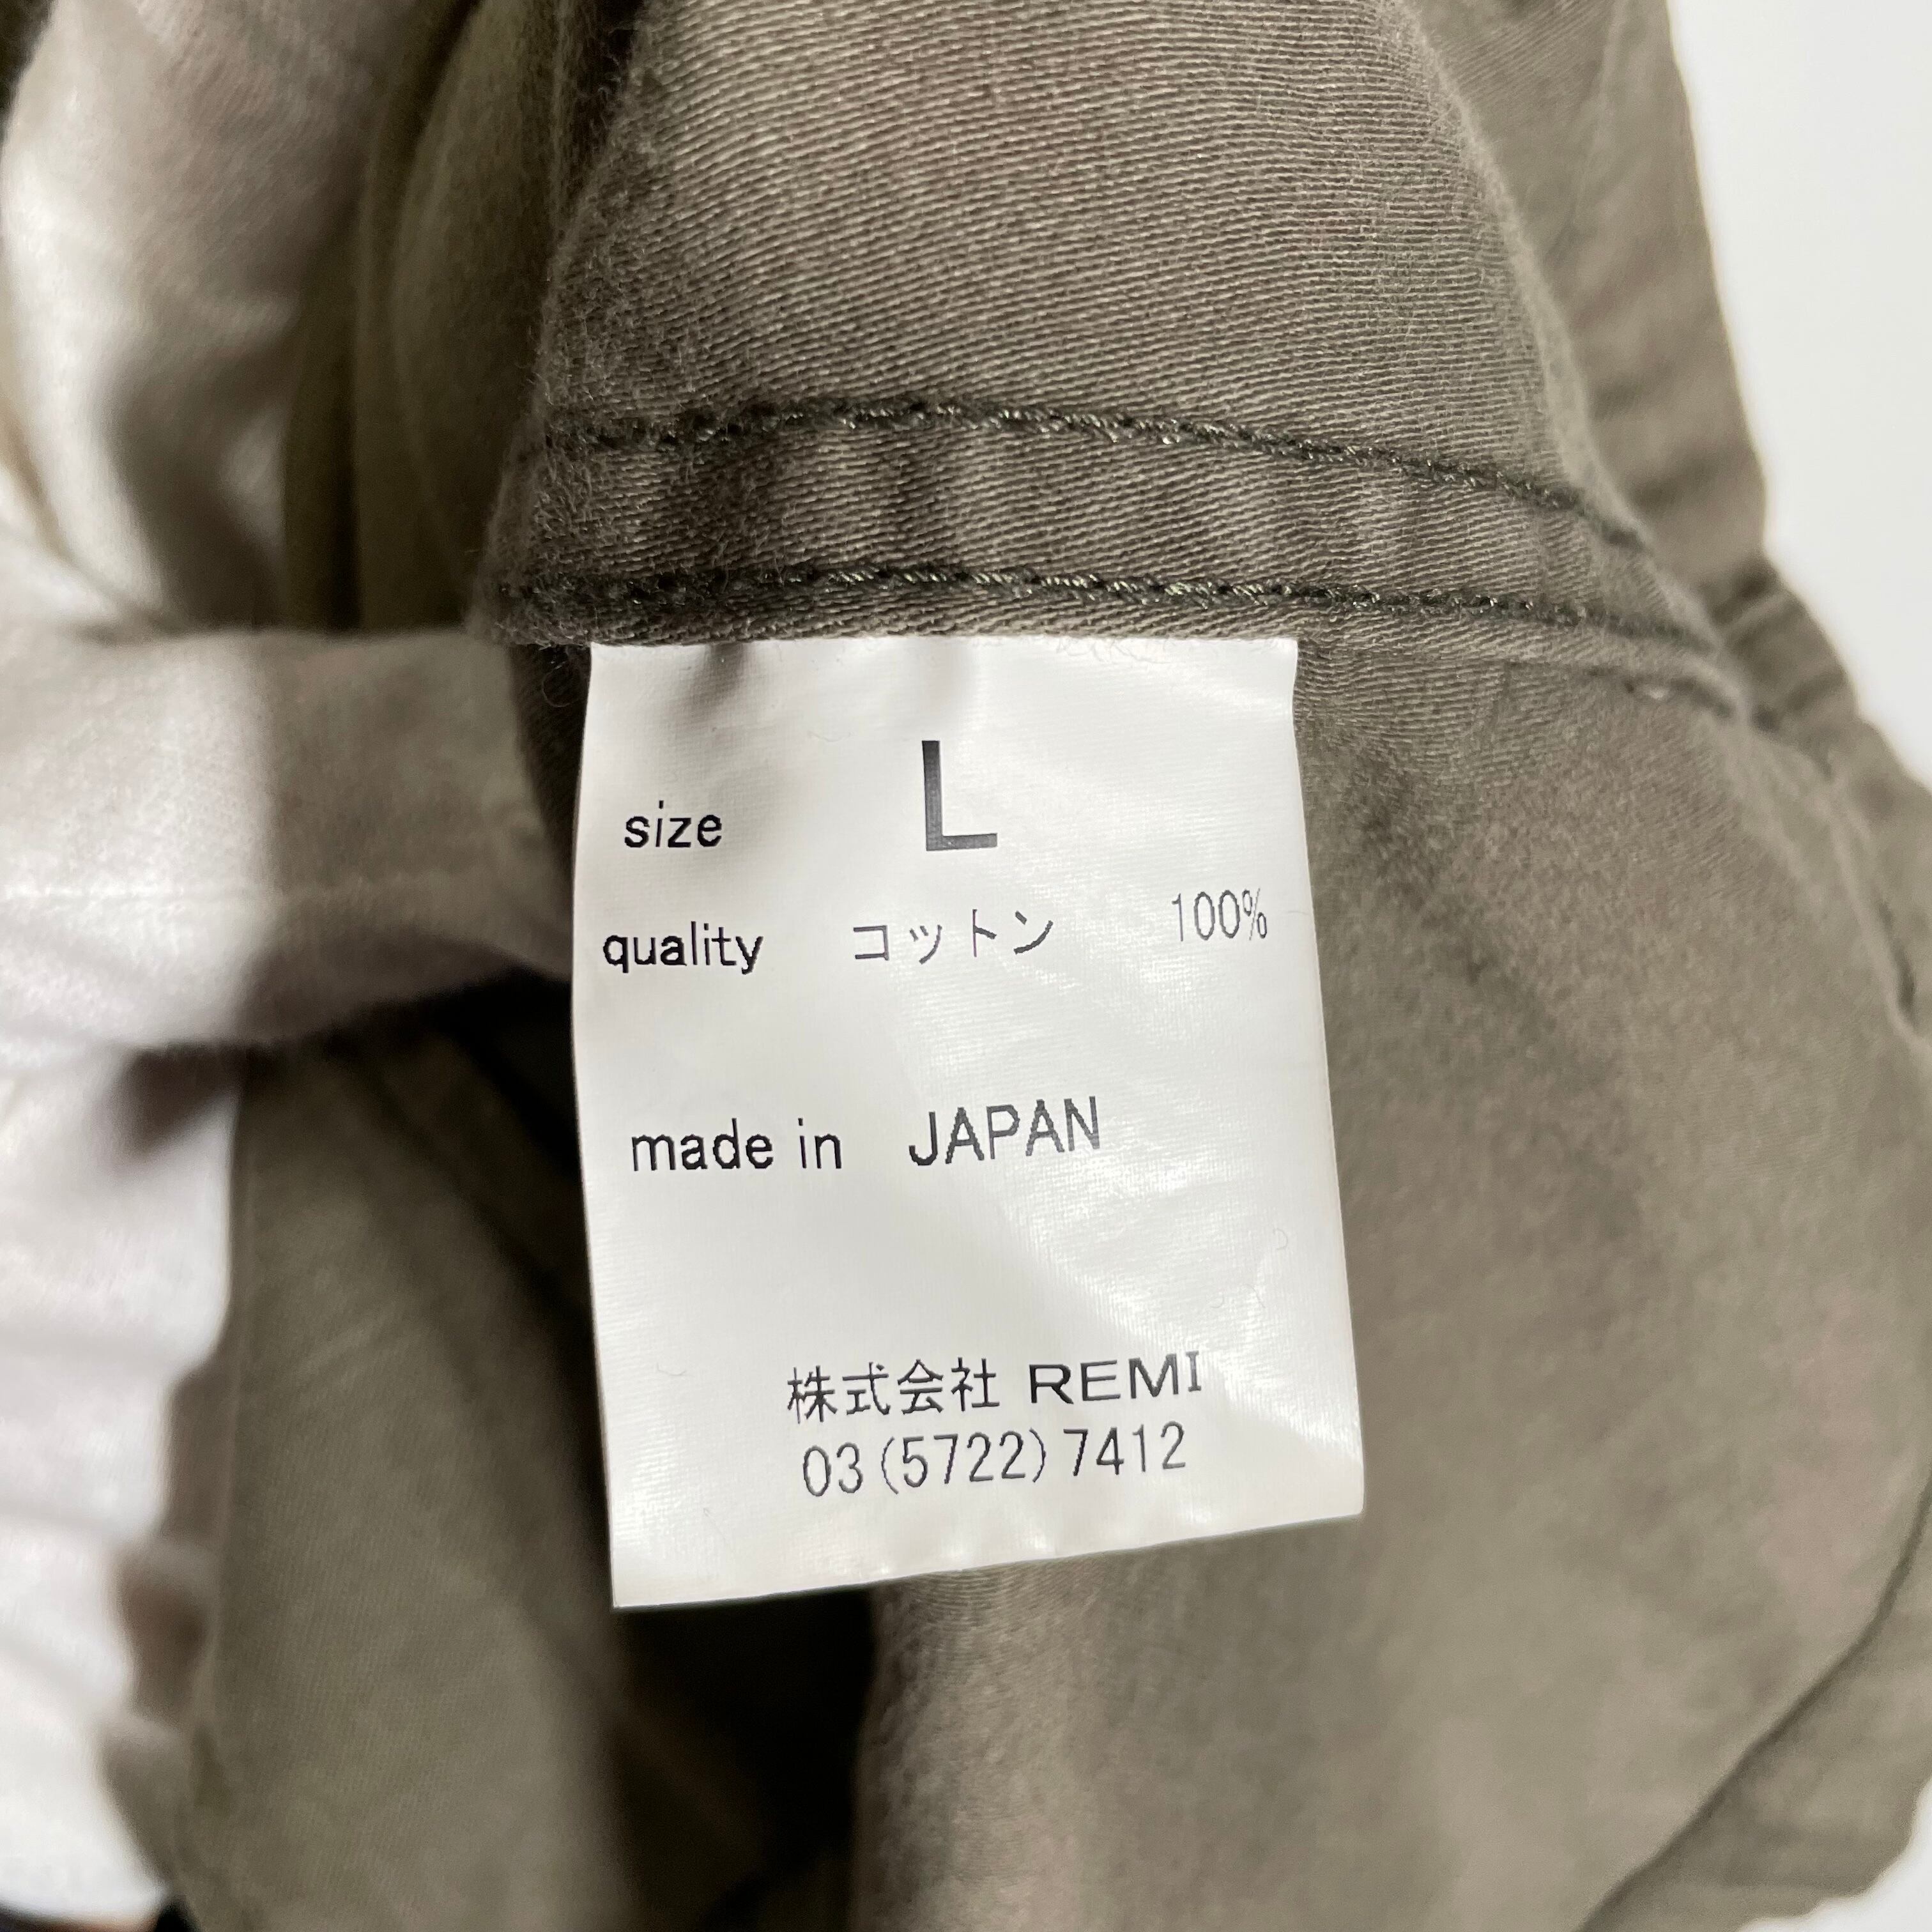 size L
quality コットン 100%
made in JAPAN
株式会社 REMI
03(5722)7412